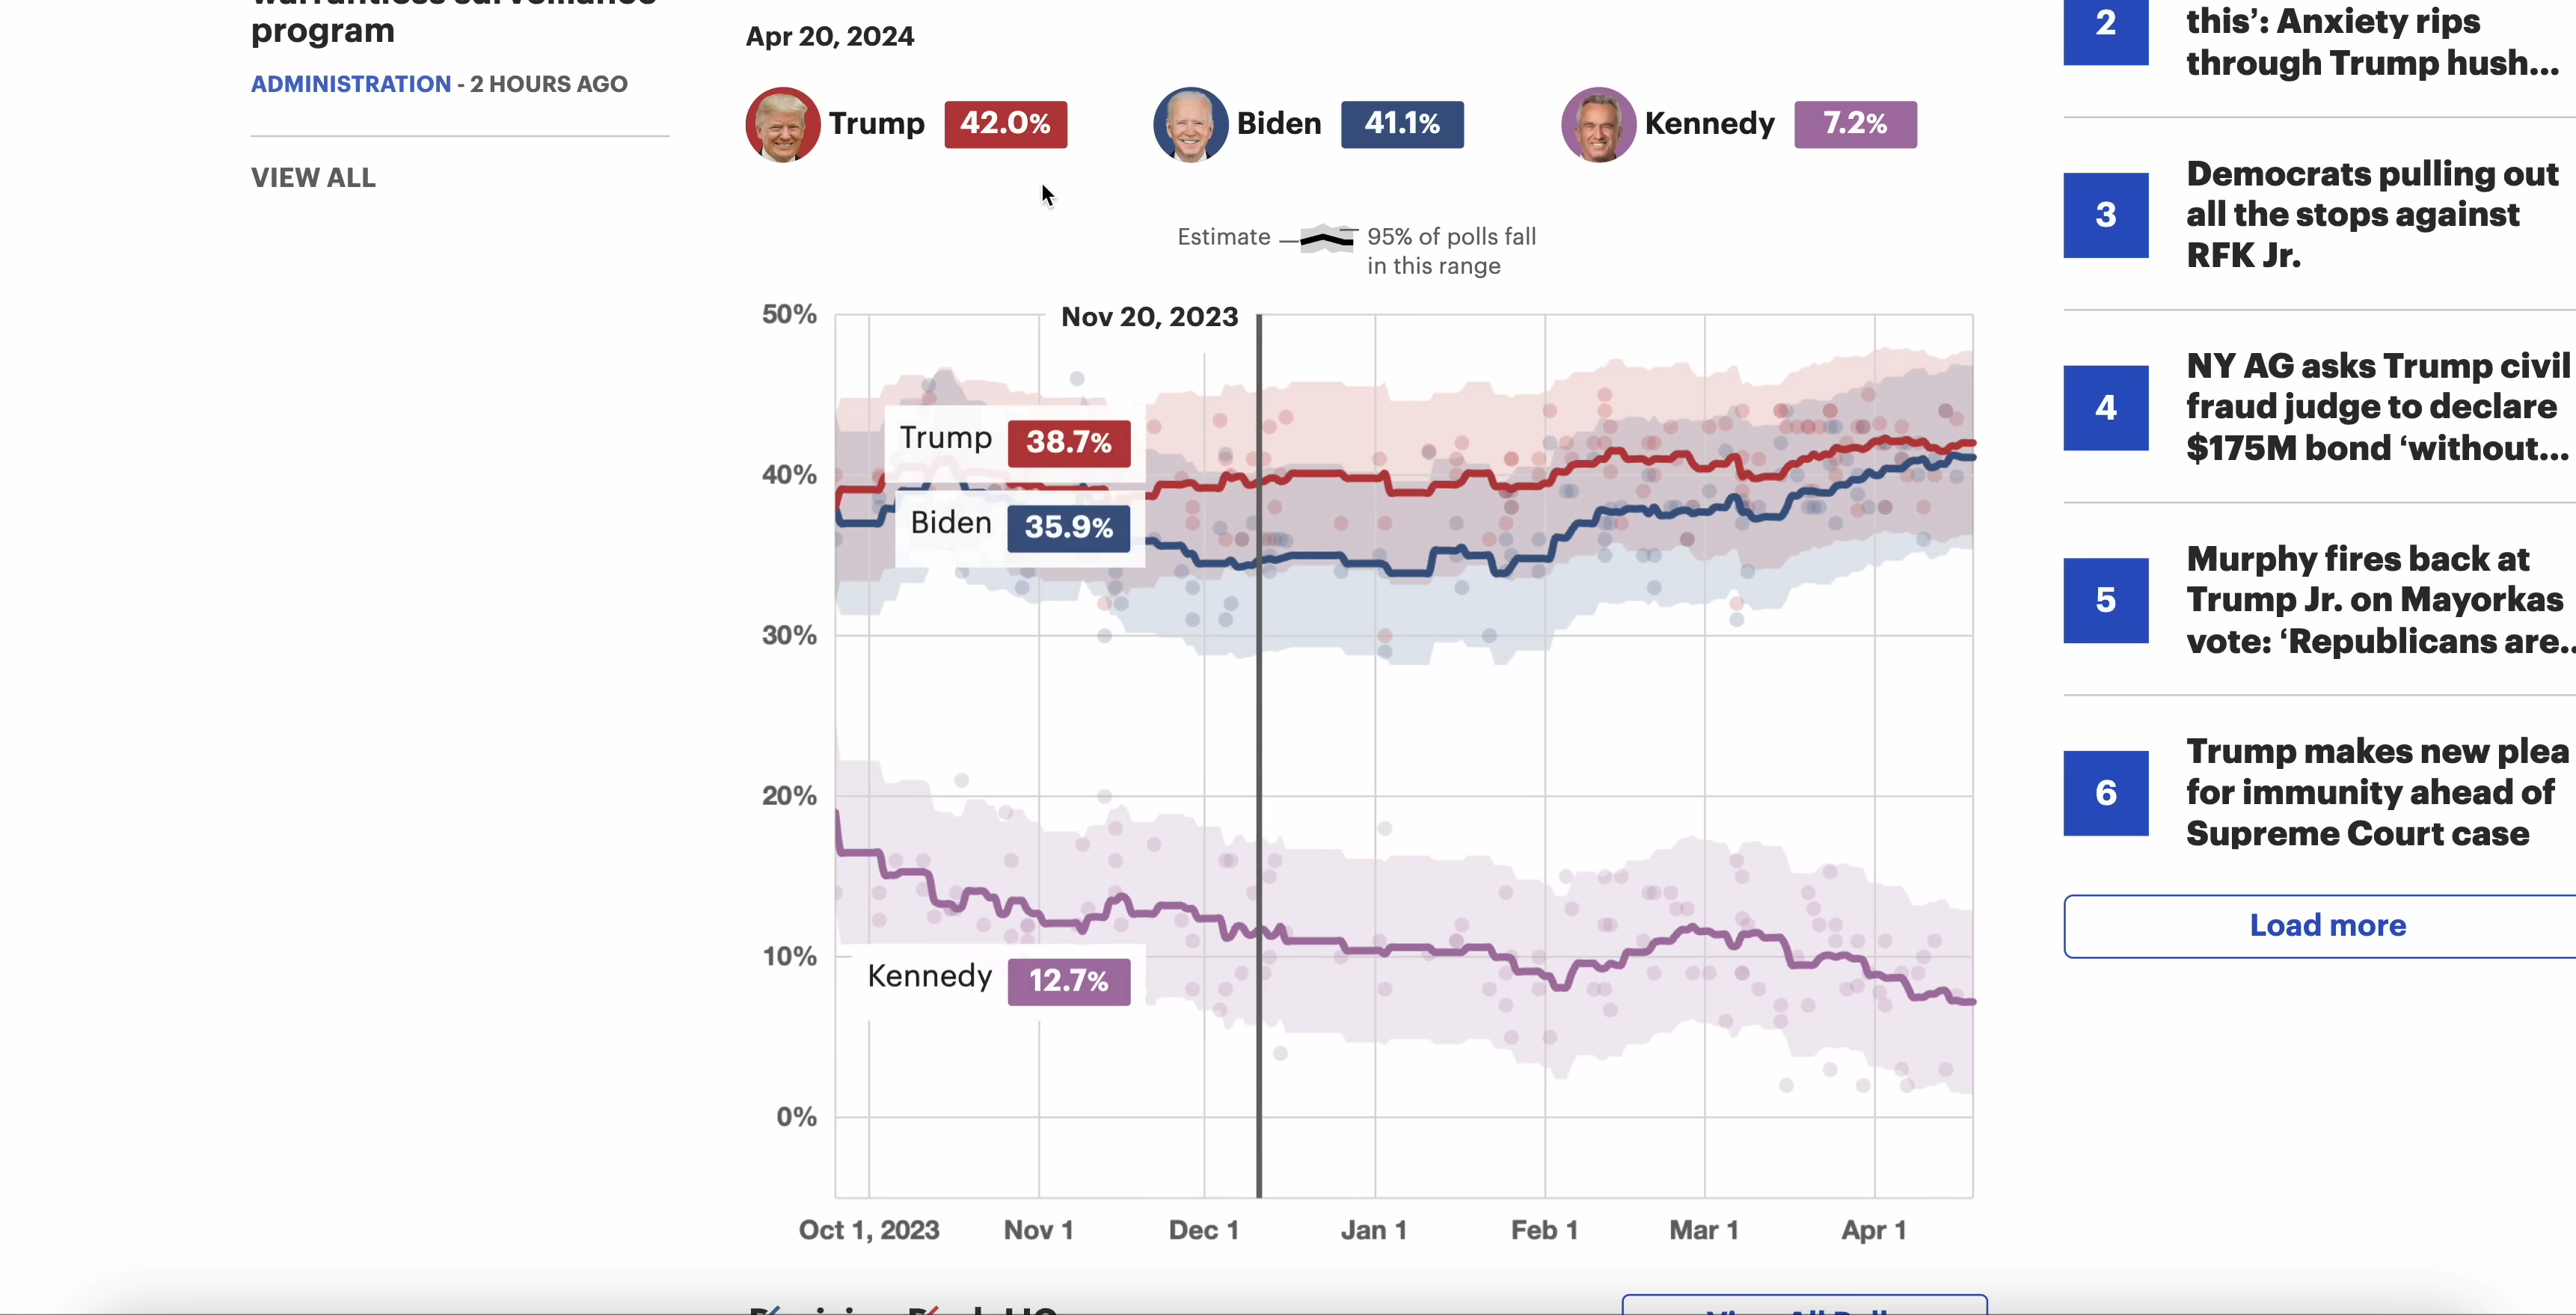 program
ADMINISTRATION - 2 HOURS AGO
VIEW ALL
Apr 20, 2024
Trump 42.0% Biden 41.1% Kennedy 7.2%
Estimate 95% of polls fall
in this range
50%
Nov 20, 2023
Trump 38.7%
40%
Biden 35.9%
30%
20%
10%
Kennedy 12.7%
0%
Oct 1, 2023 Nov 1 Dec 1 Jan 1 Feb 1 Mar 1 Apr 1
2
this’: Anxiety rips
through Trump hush...
3
Democrats pulling out
all the stops against
RFK Jr.
4
NY AG asks Trump civil
fraud judge to declare
$175M bond ‘without...
5
Murphy fires back at
Trump Jr. on Mayorkas
vote: ‘Republicans are..
6
Trump makes new plea
for immunity ahead of
Supreme Court case
Load more